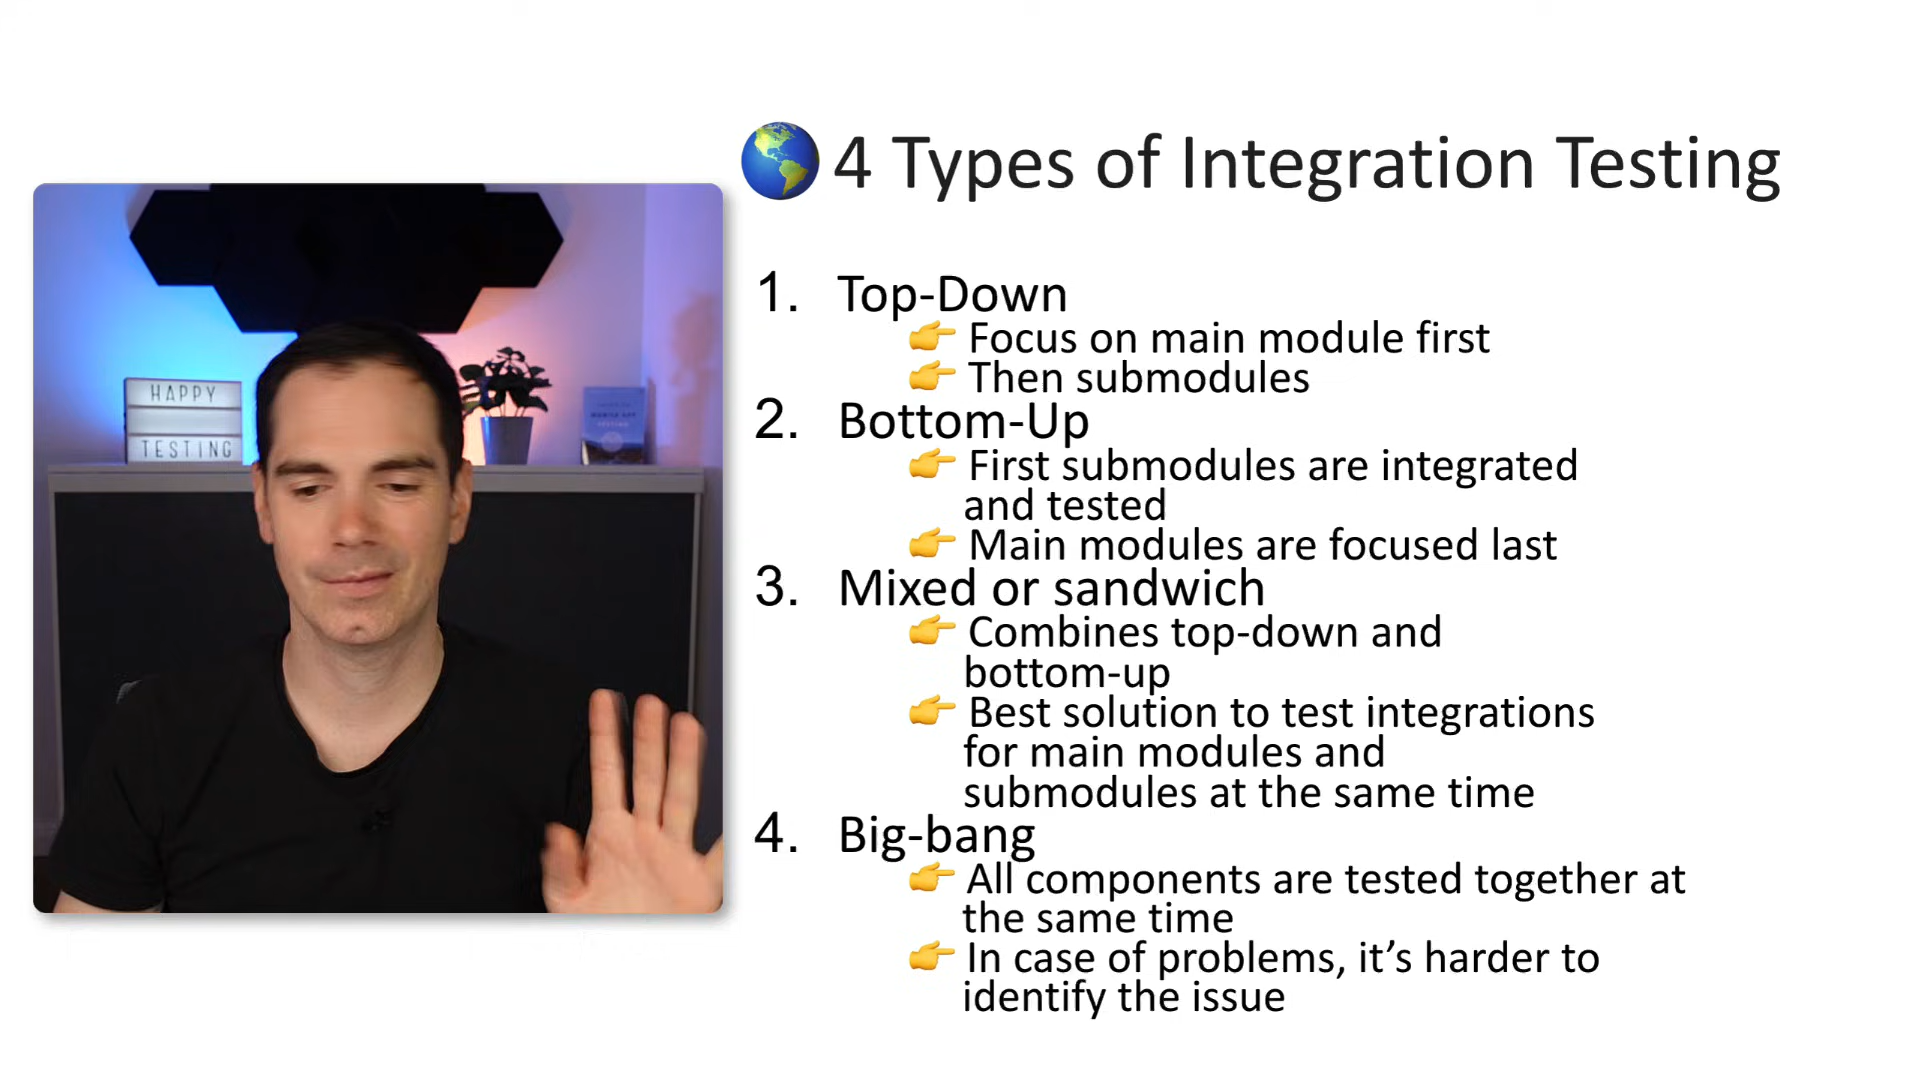 4 Types of Integration Testing
HAPPY
TESTING
1. Top-Down
👉 Focus on main module first
👉 Then submodules
2. Bottom-Up
👉 First submodules are integrated
and tested
👉 Main modules are focused last
3. Mixed or sandwich
👉 Combines top-down and
bottom-up
👉 Best solution to test integrations
for main modules and
submodules at the same time
4. Big-bang
👉 All components are tested together at
the same time
👉 In case of problems, it’s harder to
identify the issue
MOBILE APP
TESTING